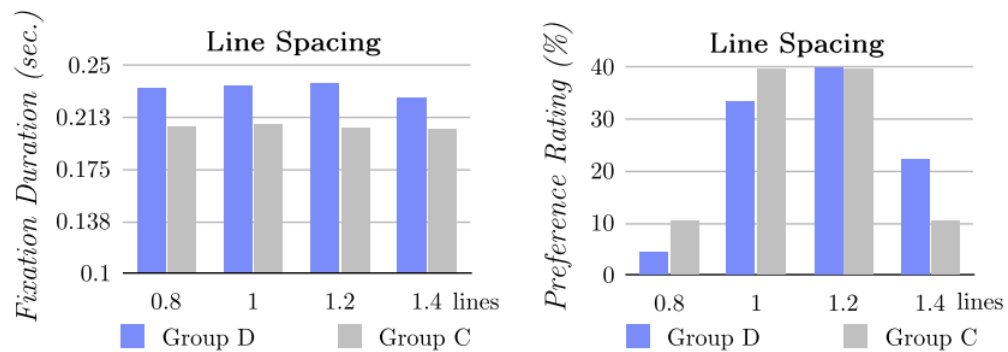 Line Spacing
Fixation Duration (sec.)
0.25
0.213
0.175
0.138
0.1
0.8 1 1.2 1.4 lines
Group D Group C
Line Spacing
Preference Rating (%)
40
30
20
10
0
0.8 1 1.2 1.4 lines
Group D Group C